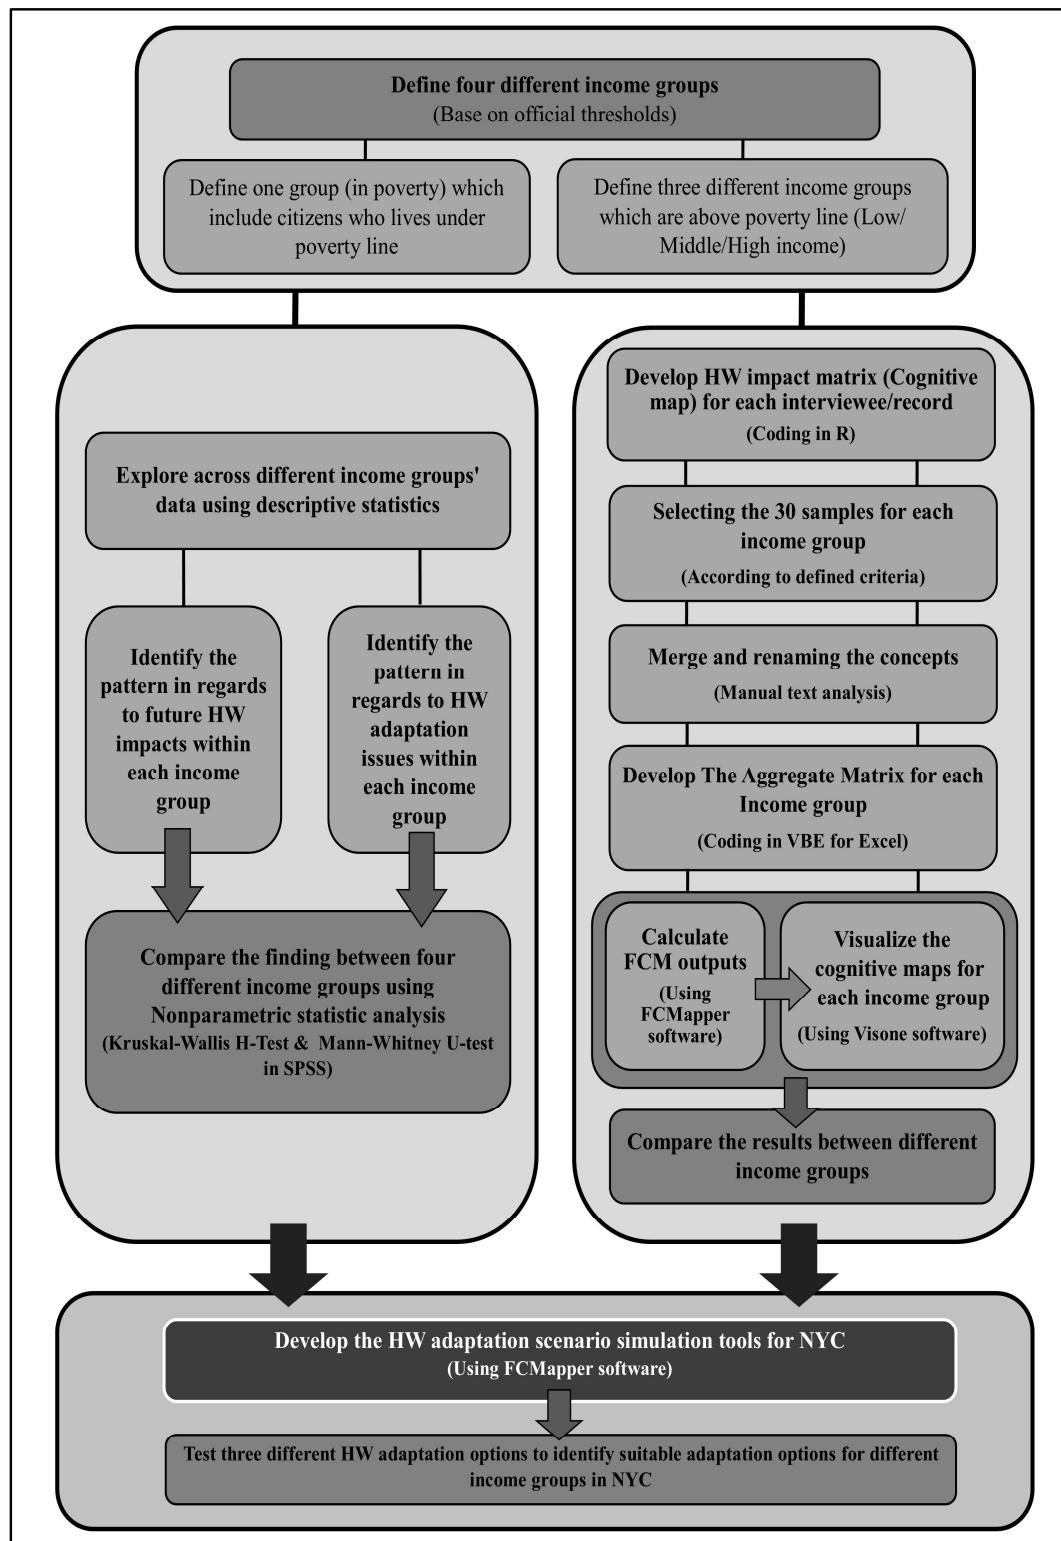 Define four different income groups
(Base on official thresholds)
Define one group (in poverty) which
include citizens who lives under
poverty line
Define three different income groups
which are above poverty line (Low/
Middle/High income)
Explore across different income groups'
data using descriptive statistics
Identify the
pattern in regards
to future HW
impacts within
each income
group
Identify the
pattern in
regards to HW
adaptation
issues within
each income
group
Compare the finding between four
different income groups using
Nonparametric statistic analysis
(Kruskal-Wallis H-Test & Mann-Whitney U-test
in SPSS)
Develop HW impact matrix (Cognitive
map) for each interviewee/record
(Coding in R)
Selecting the 30 samples for each
income group
(According to defined criteria)
Merge and renaming the concepts
(Manual text analysis)
Develop The Aggregate Matrix for each
Income group
(Coding in VBE for Excel)
Calculate
FCM outputs
(Using
FCMapper
software)
Visualize the
cognitive maps for
each income group
(Using Visone software)
Compare the results between different
income groups
Develop the HW adaptation scenario simulation tools for NYC
(Using FCMapper software)
Test three different HW adaptation options to identify suitable adaptation options for different
income groups in NYC